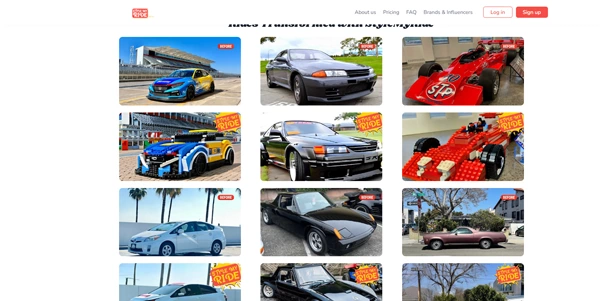 STYLE MY RIDE
About us Pricing FAQ Brands & Influencers Log in Sign up
Rides Transformed with StyleMyRide
BEFORE BEFORE BEFORE
STP
STYLE MY RIDE STYLE MY RIDE STYLE MY RIDE
BEFORE BEFORE BEFORE
STYLE MY RIDE STYLE MY RIDE STYLE MY RIDE